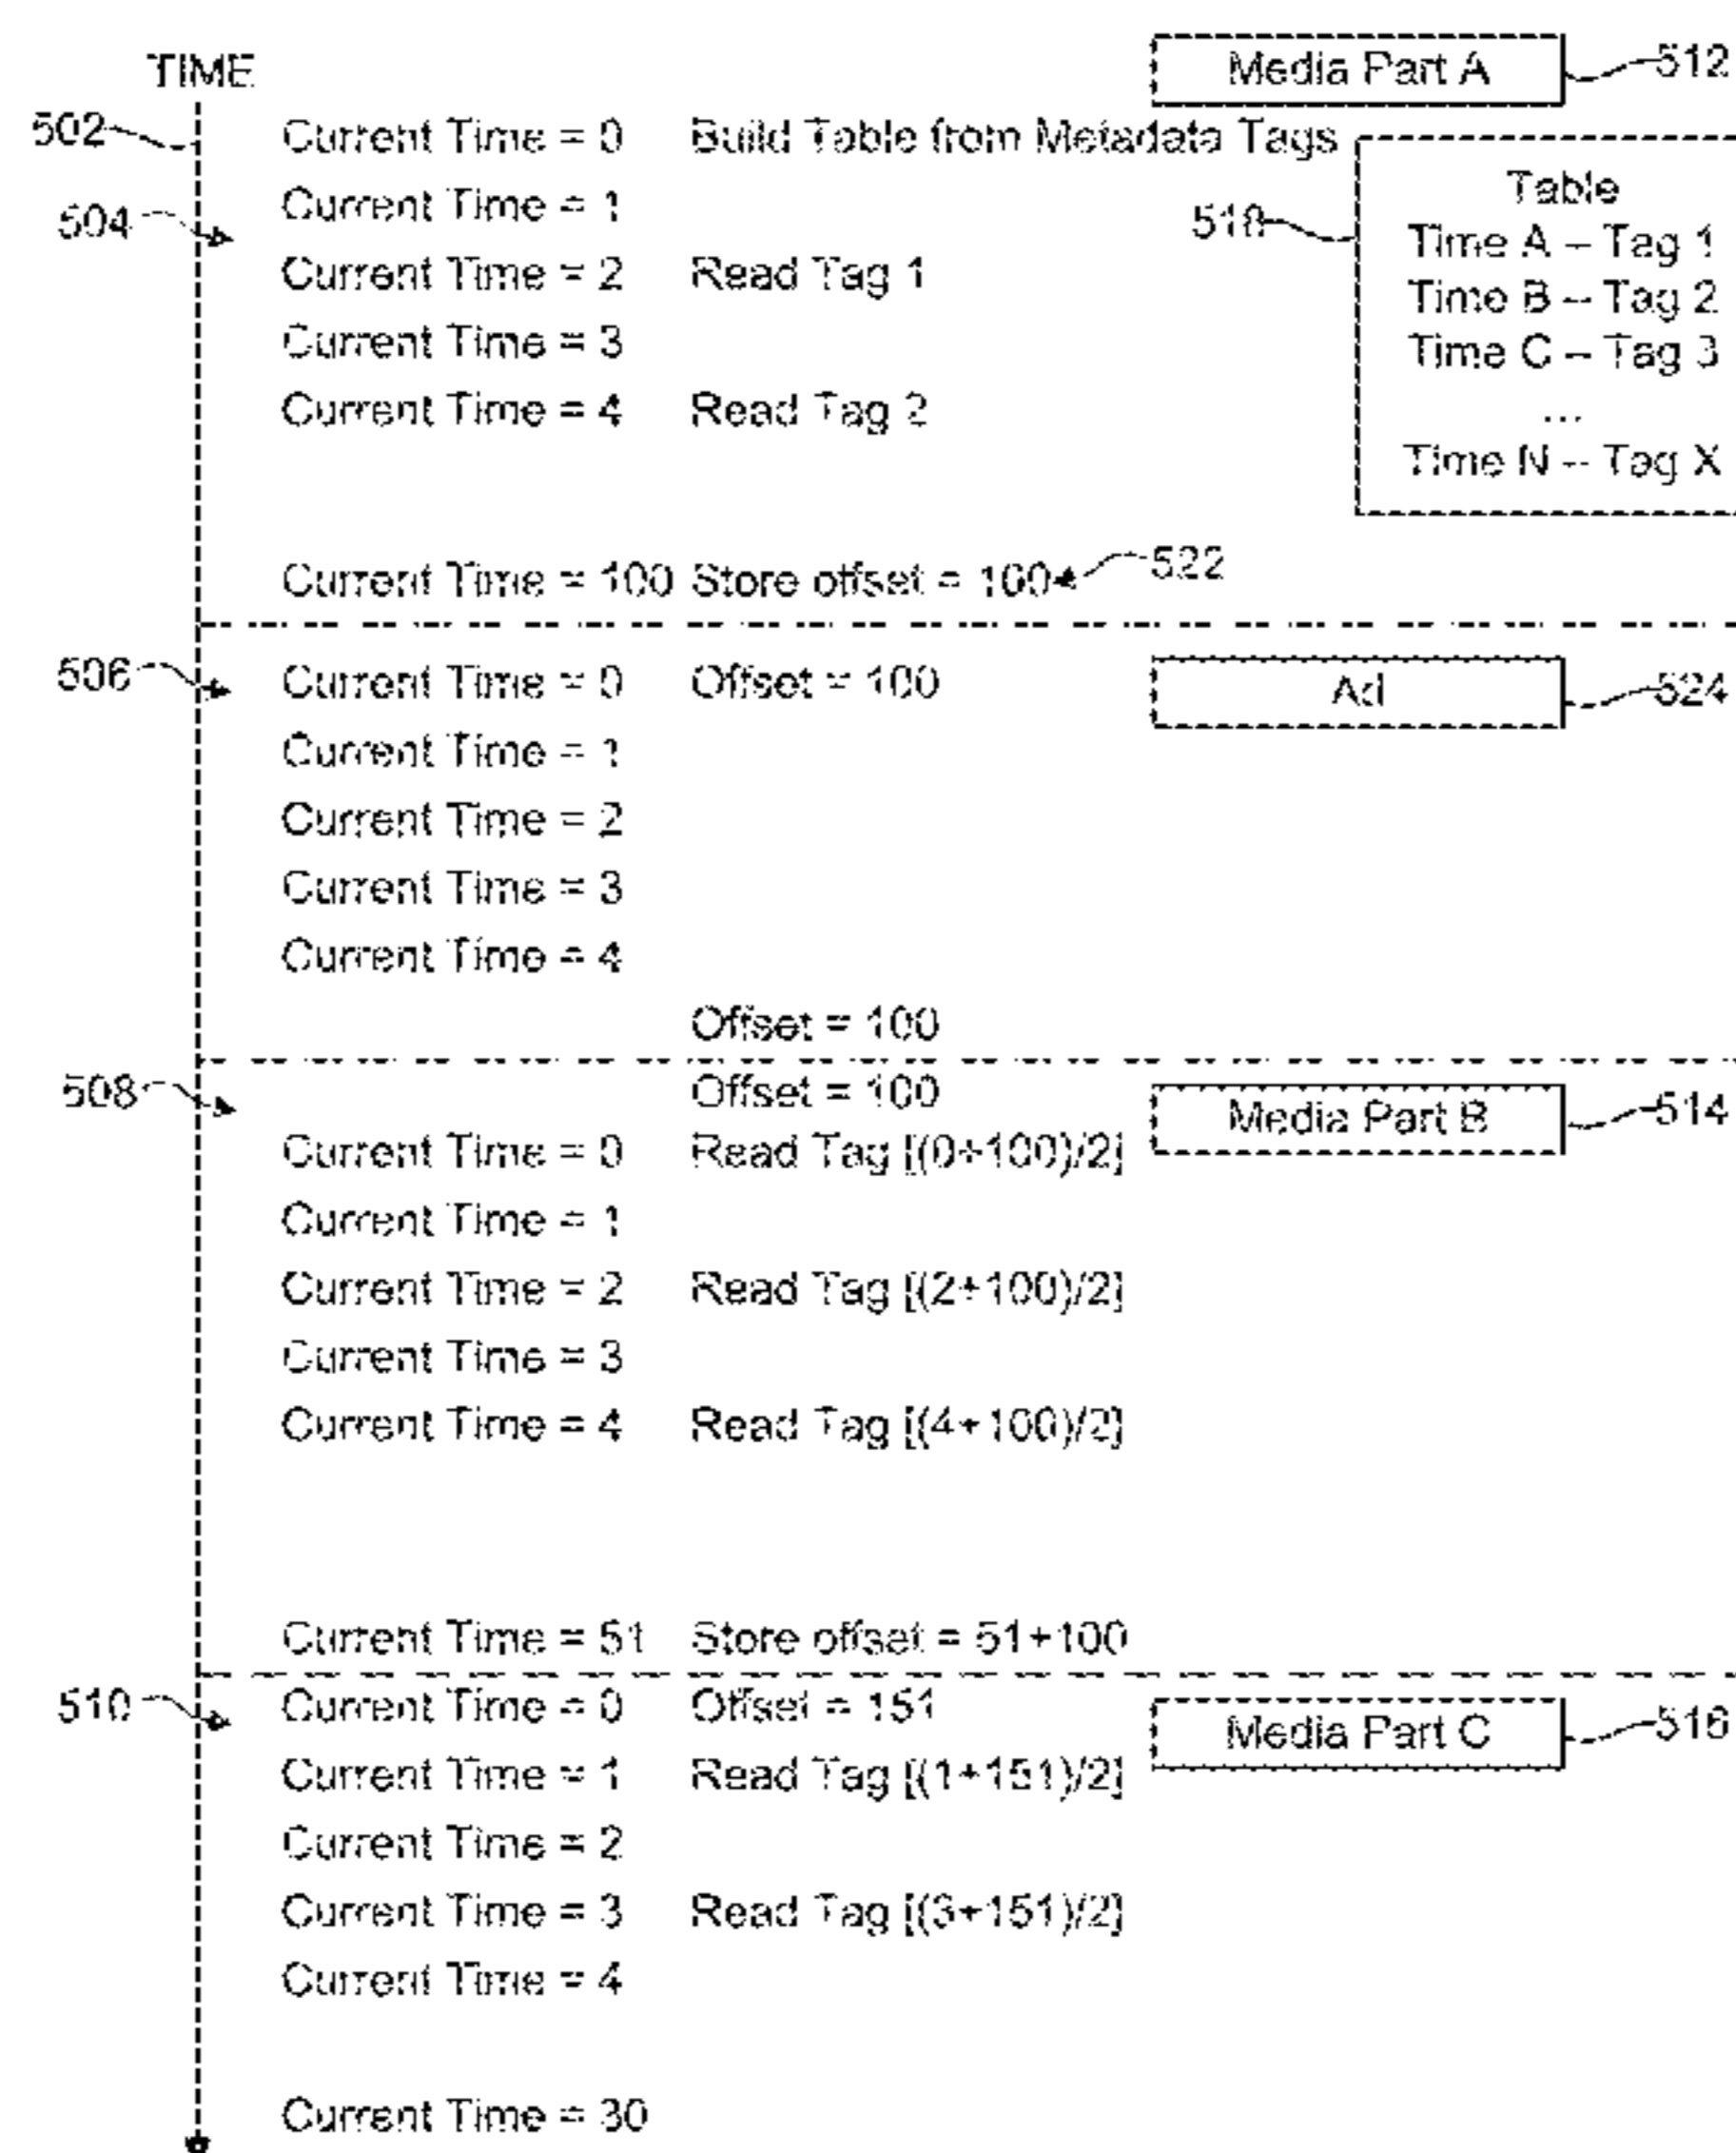 Media Part A 512
TIME
502 Current Time = 0 Build Table from Metadata Tags
Table
Current Time = 1
504
518
Time A – Tag 1
Current Time = 2 Read Tag 1
Time B – Tag 2
Current Time = 3
Time C – Tag 3
Current Time = 4 Read Tag 2
...
Time N – Tag X
Current Time = 100 Store offset = 100 522
506 Current Time = 0 Offset = 100 Ad 524
Current Time = 1
Current Time = 2
Current Time = 3
Current Time = 4
Offset = 100
508 Offset = 100
Media Part B 514
Current Time = 0 Read Tag [(0+100)/2]
Current Time = 1
Current Time = 2 Read Tag [(2+100)/2]
Current Time = 3
Current Time = 4 Read Tag [(4+100)/2]
Current Time = 51 Store offset = 51+100
510 Current Time = 0 Offset = 151
Media Part C 516
Current Time = 1 Read Tag [(1+151)/2]
Current Time = 2
Current Time = 3 Read Tag [(3+151)/2]
Current Time = 4
Current Time = 30